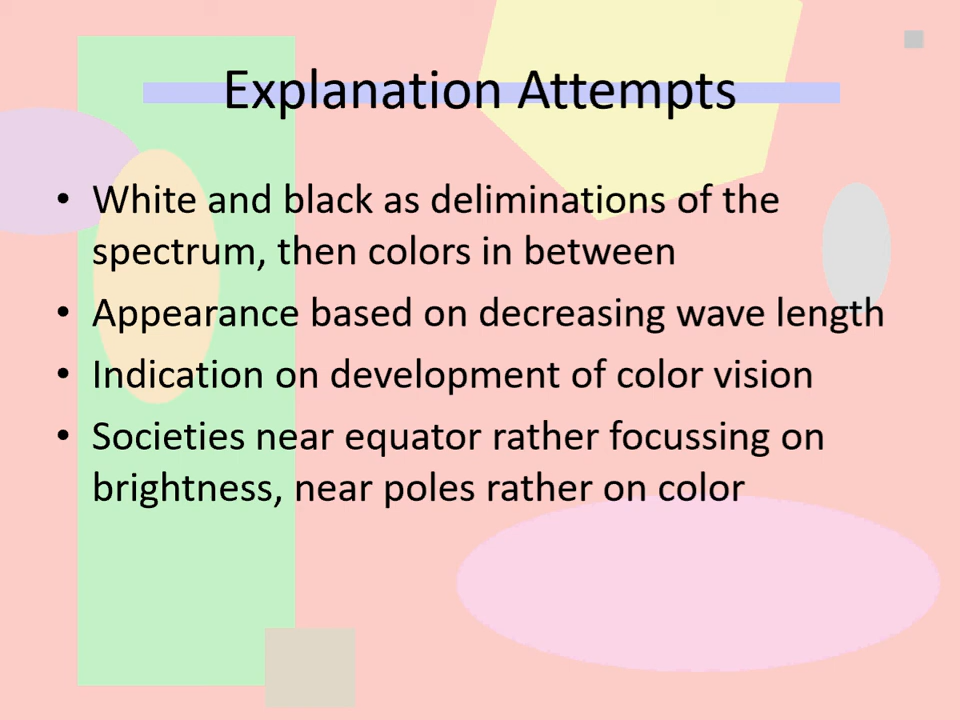 Explanation Attempts
• White and black as deliminations of the
spectrum, then colors in between
• Appearance based on decreasing wave length
• Indication on development of color vision
• Societies near equator rather focussing on
brightness, near poles rather on color